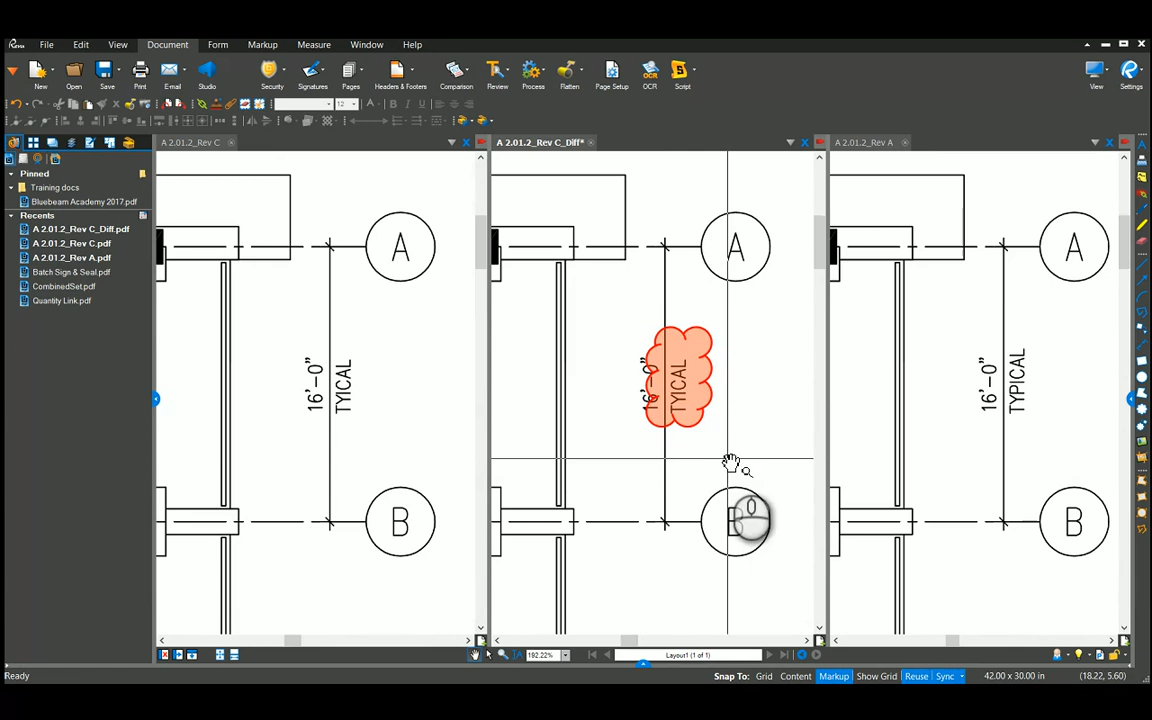 Revu File Edit View Document Form Markup Measure Window Help
New Open Save Print Email Studio Security Signatures Pages Headers & Footers Comparison Review Process Flatten Page Setup OCR Script View Settings
12
A 2.01.2_Rev C
A 2.01.2_Rev C_Diff*
A 2.01.2_Rev A
Pinned
Training docs
Bluebeam Academy 2017.pdf
Recents
A 2.01.2_Rev C_Diff.pdf
A 2.01.2_Rev C.pdf
A 2.01.2_Rev A.pdf
Batch Sign & Seal.pdf
CombinedSet.pdf
Quantity Link.pdf
A
16'-0"
TYICAL
B
A
16'-0"
TYICAL
B
A
16'-0"
TYPICAL
B
192.22%
Layout1 (1 of 1)
Ready
Snap To: Grid Content Markup Show Grid Reuse Sync 42.00 x 30.00 in (18.22, 5.60)